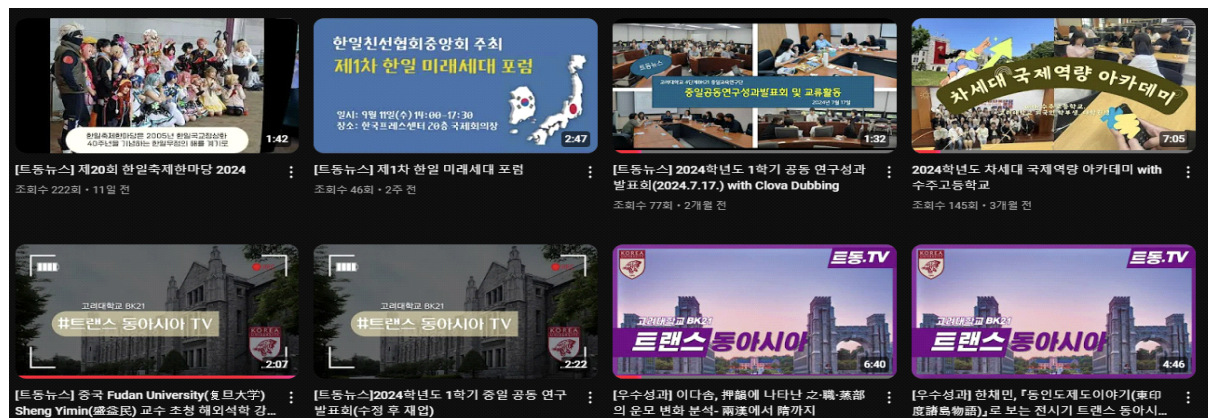 한일축제한마당은 2005년 한일국교정상화
40주년을 기념하는 한일우정의 해를 계기로
1:42
[트동뉴스] 제20회 한일축제한마당 2024
조회수 222회 • 11일 전
한일친선협회중앙회 주최
제1차 한일 미래세대 포럼
일시: 9월 11일(수) 14:00-17:30
장소: 한국프레스센터 20층 국제회의장
2:47
[트동뉴스] 제1차 한일 미래세대 포럼
조회수 46회 • 2주 전
트동뉴스
중일공동연구성과발표회 및 교류활동
2024년 7월 17일
1:32
[트동뉴스] 2024학년도 1학기 공동 연구성과
발표회(2024.7.17.) with Clova Dubbing
조회수 77회 • 2개월 전
차세대 국제역량 아카데미
7:05
2024학년도 차세대 국제역량 아카데미 with
수주고등학교
조회수 145회 • 3개월 전
고려대학교 BK21
#트랜스 동아시아 TV
KOREA
2:07
[트동뉴스] 중국 Fudan University(复旦大学)
Sheng Yimin(盛益民) 교수 초청 해외석학 강...
고려대학교 BK21
#트랜스 동아시아 TV
KOREA
2:22
[트동뉴스]2024학년도 1학기 중일 공동 연구
발표회(수정 후 재업)
KOREA
트동.TV
고려대학교 BK21
트랜스 동아시아
6:40
[우수성과] 이다솜, 押韻에 나타난 之·職·蒸部
의 운모 변화 분석- 兩漢에서 隋까지
KOREA
트동.TV
고려대학교 BK21
트랜스 동아시아
4:46
[우수성과] 한채민, 「동인도제도이야기(東印
度諸島物語)」로 보는 전시기 트랜스 동아시...